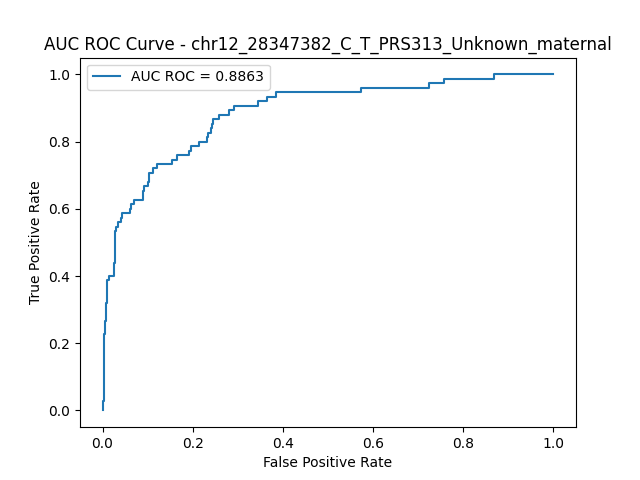 AUC ROC Curve - chr12_28347382_C_T_PRS313_Unknown_maternal
AUC ROC = 0.8863
1.0
0.8
0.6
0.4
0.2
0.0
True Positive Rate
0.0 0.2 0.4 0.6 0.8 1.0
False Positive Rate